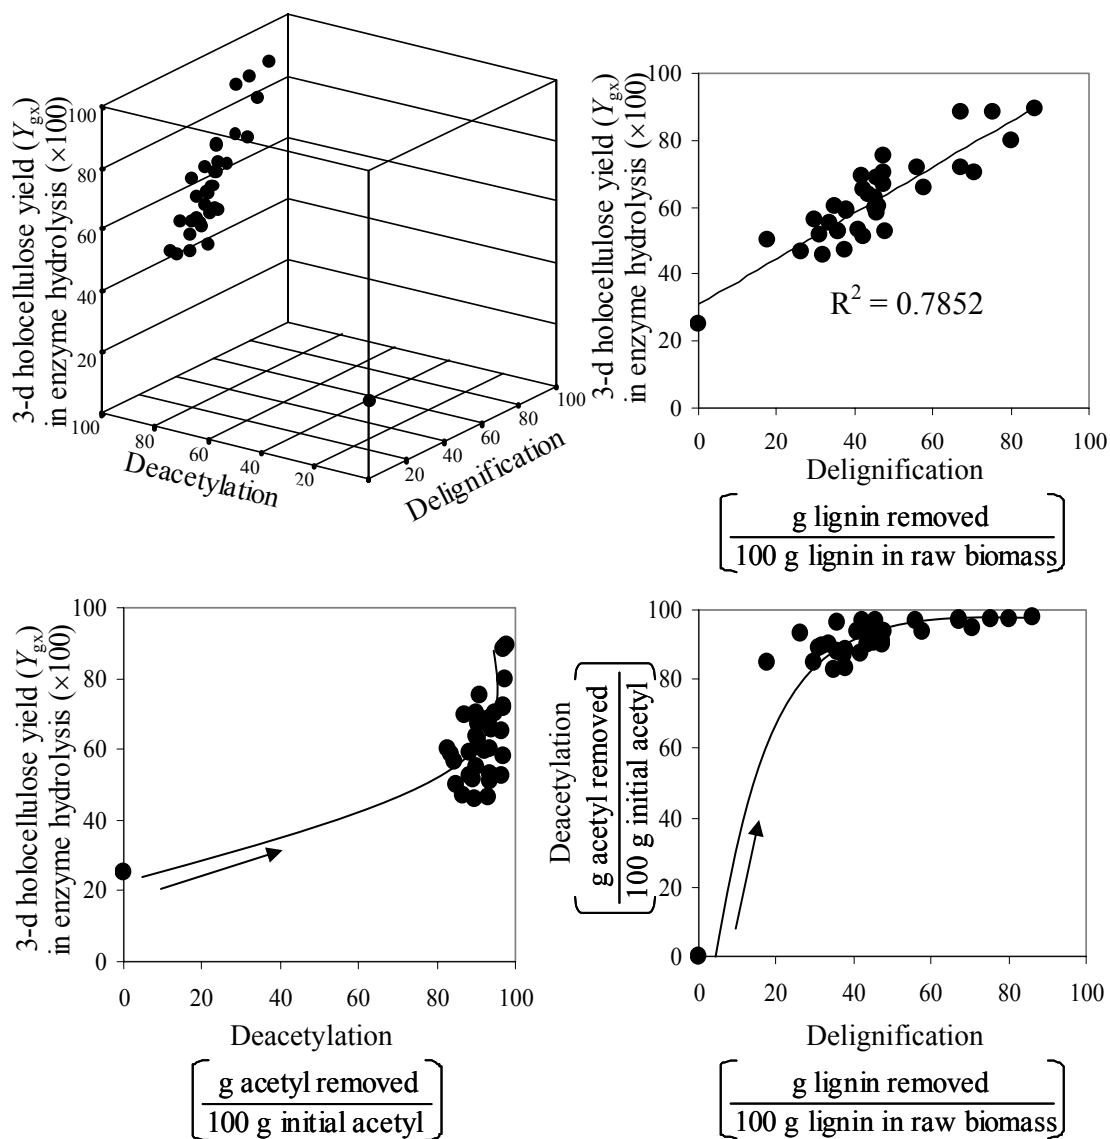 3-d holocellulose yield (Ygx)
in enzyme hydrolysis (×100)
100
80
60
40
20
100
80
60
40
20
Deacetylation
20
40
60
80
100
Delignification
3-d holocellulose yield (Ygx)
in enzyme hydrolysis (×100)
100
80
60
40
20
0
R² = 0.7852
0 20 40 60 80 100
Delignification
g lignin removed
100 g lignin in raw biomass
3-d holocellulose yield (Ygx)
in enzyme hydrolysis (×100)
100
80
60
40
20
0
0 20 40 60 80 100
Deacetylation
g acetyl removed
100 g initial acetyl
Deacetylation
g acetyl removed
100 g initial acetyl
100
80
60
40
20
0
0 20 40 60 80 100
Delignification
g lignin removed
100 g lignin in raw biomass